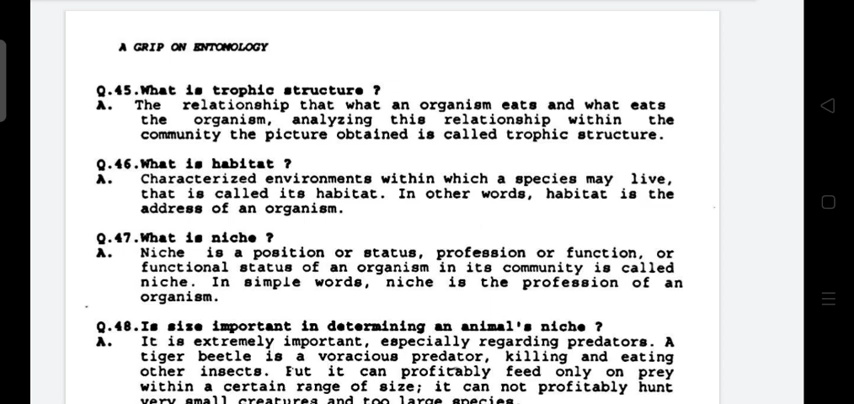 A GRIP ON ENTOMOLOGY
Q.45.What is trophic structure ?
A. The relationship that what an organism eats and what eats
the organism, analyzing this relationship within the
community the picture obtained is called trophic structure.
Q.46.What is habitat ?
A. Characterized environments within which a species may live,
that is called its habitat. In other words, habitat is the
address of an organism.
Q.47.What is niche ?
A. Niche is a position or status, profession or function, or
functional status of an organism in its community is called
niche. In simple words, niche is the profession of an
organism.
Q.48.Is size important in determining an animal's niche ?
A. It is extremely important, especially regarding predators. A
tiger beetle is a voracious predator, killing and eating
other insects. But it can profitably feed only on prey
within a certain range of size; it can not profitably hunt
very small creatures and too large species.